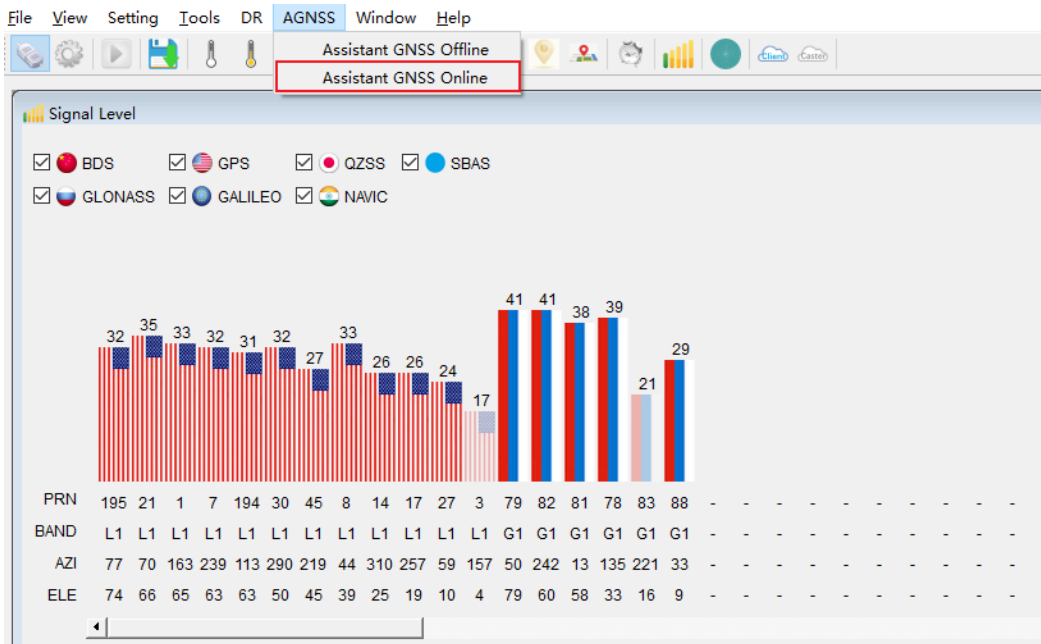 File View Setting Tools DR AGNSS Window Help
Assistant GNSS Offline
Assistant GNSS Online
Client Caster
Signal Level
BDS GPS QZSS SBAS
GLONASS GALILEO NAVIC
32 35 33 32 31 32 27 33 26 26 24 17 41 41 38 39 21 29
PRN 195 21 1 7 194 30 45 8 14 17 27 3 79 82 81 78 83 88 - - - - - - - - - -
BAND L1 L1 L1 L1 L1 L1 L1 L1 L1 L1 L1 L1 G1 G1 G1 G1 G1 G1 - - - - - - - - - -
AZI 77 70 163 239 113 290 219 44 310 257 59 157 50 242 13 135 221 33 - - - - - - - - - -
ELE 74 66 65 63 63 50 45 39 25 19 10 4 79 60 58 33 16 9 - - - - - - - - - -